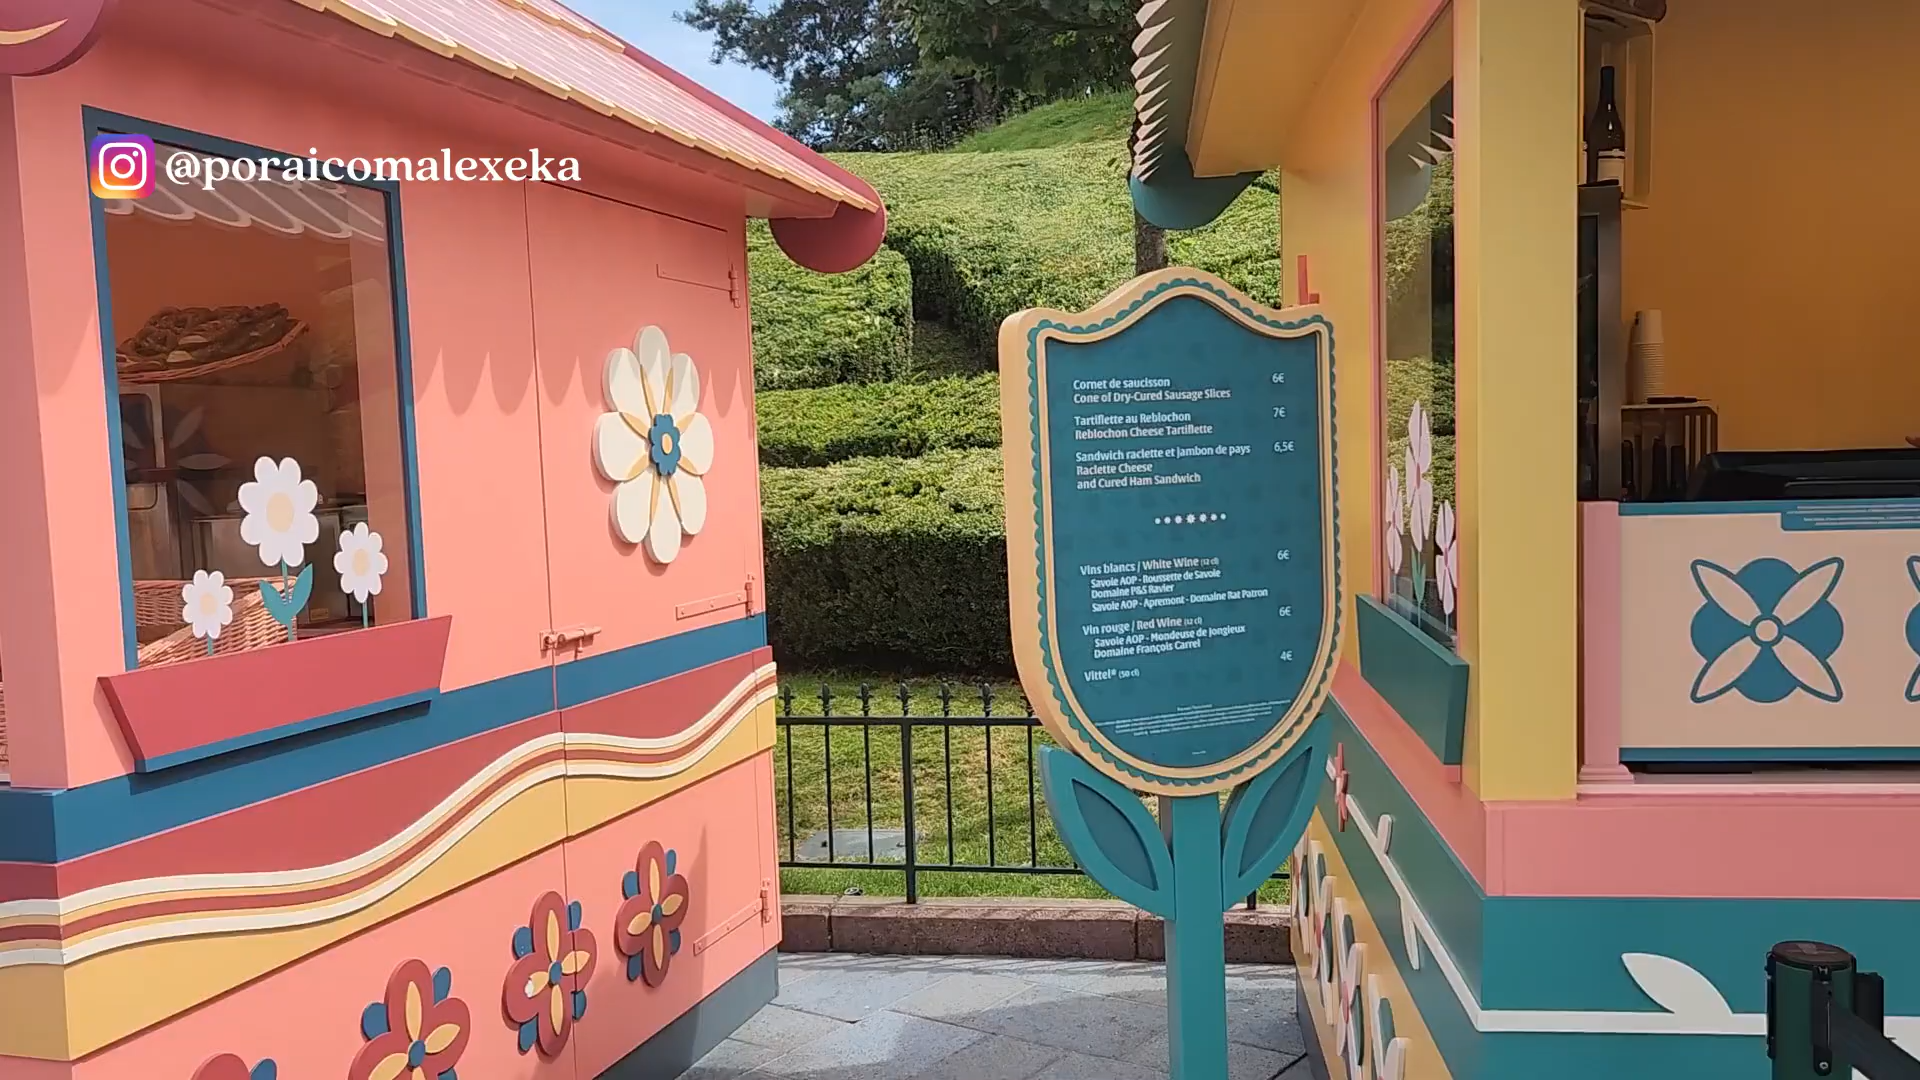 @poraicomalexeka
Cornet de saucisson 6€
Cone of Dry-Cured Sausage Slices
Tartiflette au Reblochon 7€
Reblochon Cheese Tartiflette
Sandwich raclette et jambon de pays 6,5€
Raclette Cheese
and Cured Ham Sandwich
Vins blancs / White Wine (12 cl) 6€
Savoie AOP - Roussette de Savoie
Domaine P&S Ravier
Savoie AOP - Apremont - Domaine Rat Patron
Vin rouge / Red Wine (12 cl) 6€
Savoie AOP - Mondeuse de Jongieux
Domaine François Carrel
Vittel® (50 cl) 4€